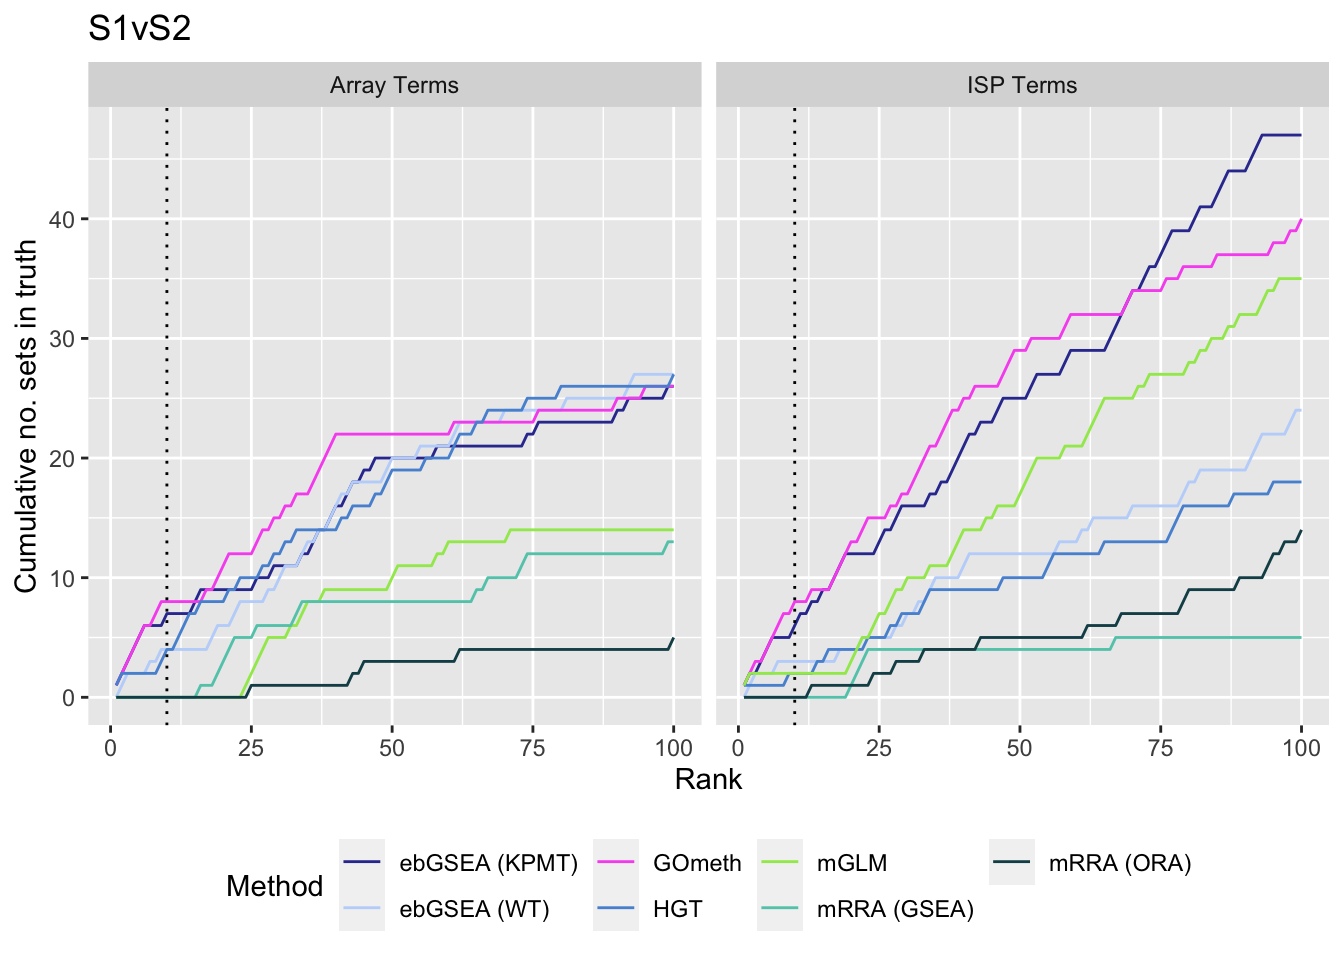 S1vS2
Array Terms
ISP Terms
Cumulative no. sets in truth
40
30
20
10
0
0 25 50 75 100
0 25 50 75 100
Rank
Method
ebGSEA (KPMT) GOmeth mGLM mRRA (ORA)
ebGSEA (WT) HGT mRRA (GSEA)